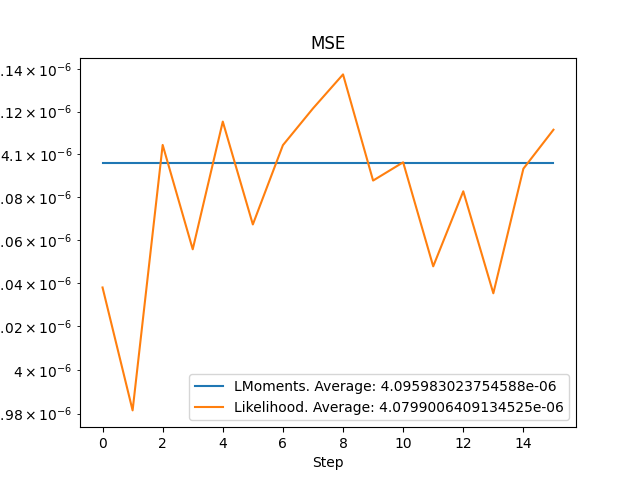 MSE
.14 × 10⁻⁶
.12 × 10⁻⁶
4.1 × 10⁻⁶
.08 × 10⁻⁶
.06 × 10⁻⁶
.04 × 10⁻⁶
.02 × 10⁻⁶
4 × 10⁻⁶
.98 × 10⁻⁶
LMoments. Average: 4.095983023754588e-06
Likelihood. Average: 4.0799006409134525e-06
0 2 4 6 8 10 12 14
Step